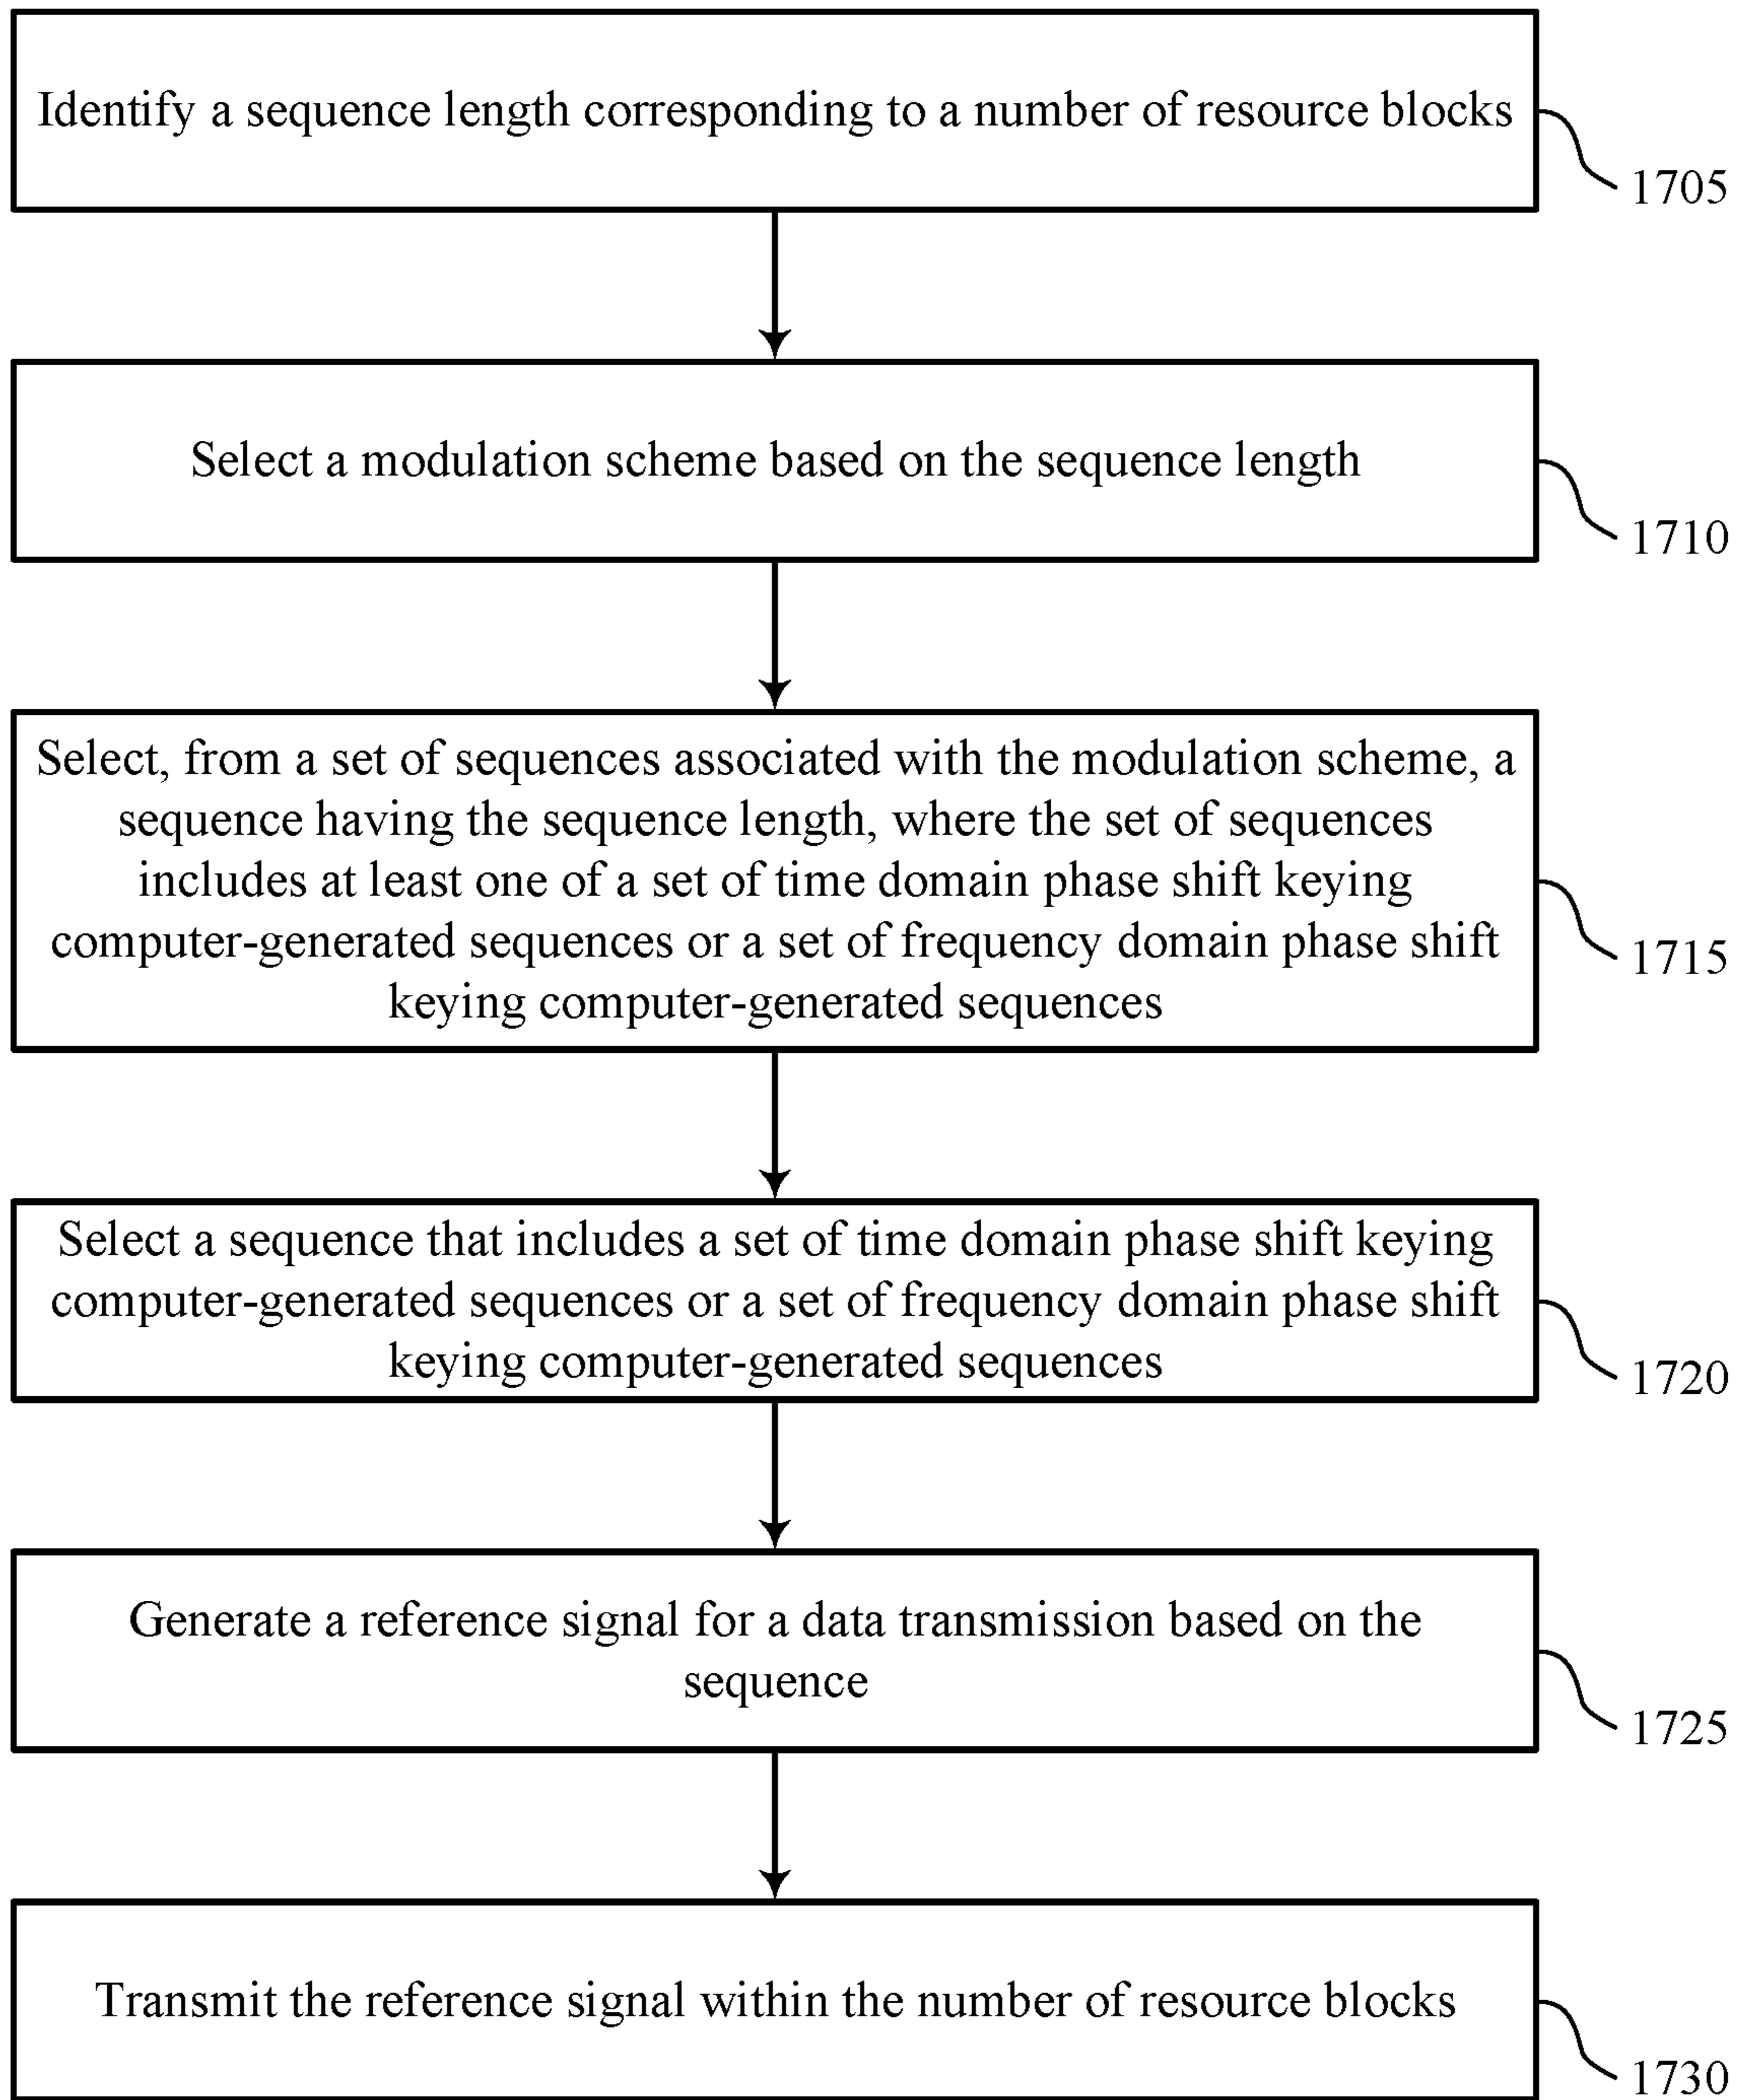 Identify a sequence length corresponding to a number of resource blocks
1705
Select a modulation scheme based on the sequence length
1710
Select, from a set of sequences associated with the modulation scheme, a
sequence having the sequence length, where the set of sequences
includes at least one of a set of time domain phase shift keying
computer-generated sequences or a set of frequency domain phase shift
keying computer-generated sequences
1715
Select a sequence that includes a set of time domain phase shift keying
computer-generated sequences or a set of frequency domain phase shift
keying computer-generated sequences
1720
Generate a reference signal for a data transmission based on the
sequence
1725
Transmit the reference signal within the number of resource blocks
1730